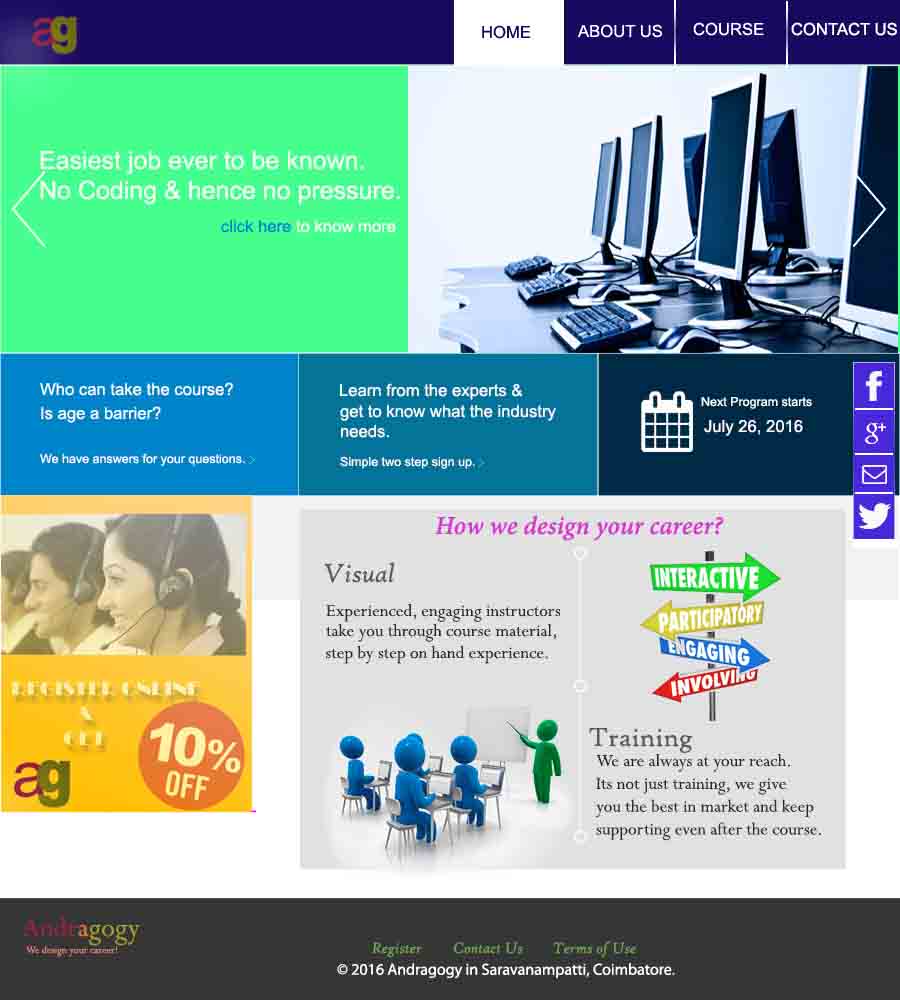 ag
HOME
ABOUT US
COURSE
CONTACT US
Easiest job ever to be known.
No Coding & hence no pressure.
click here to know more
Who can take the course?
Is age a barrier?
We have answers for your questions.
Learn from the experts &
get to know what the industry
needs.
Simple two step sign up.
Next Program starts
July 26, 2016
f
g+
REGISTER ONLINE
&
GET
10%
OFF
ag
How we design your career?
Visual
Experienced, engaging instructors
take you through course material,
step by step on hand experience.
INTERACTIVE
PARTICIPATORY
ENGAGING
INVOLVING
Training
We are always at your reach.
Its not just training, we give
you the best in market and keep
supporting even after the course.
Andragogy
We design your career!
Register
Contact Us
Terms of Use
© 2016 Andragogy in Saravanampatti, Coimbatore.